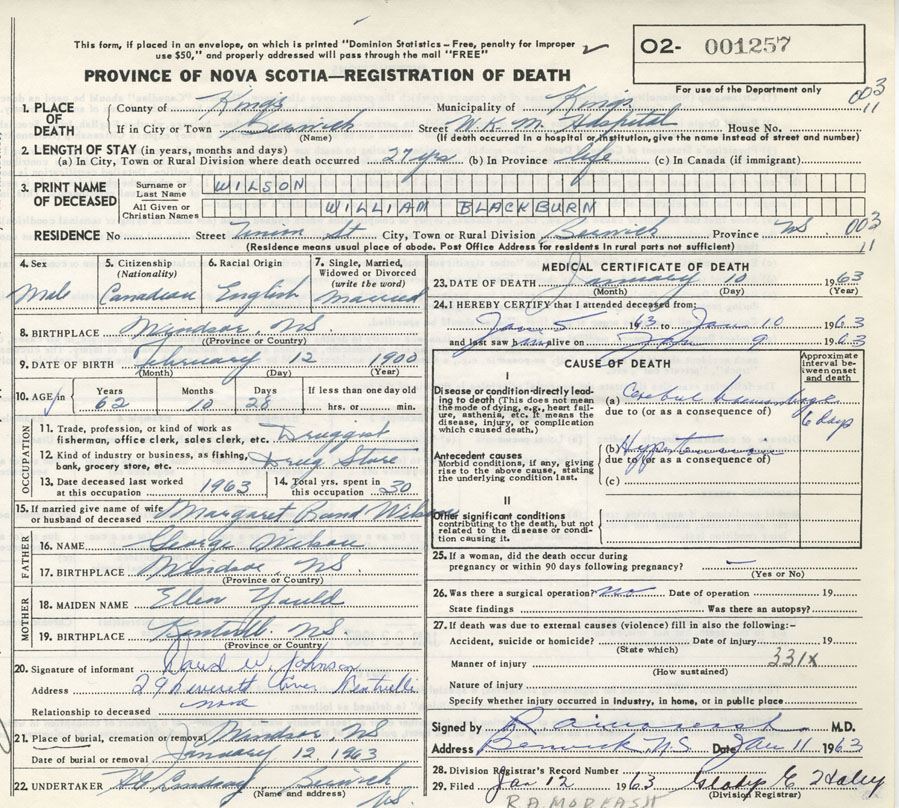 This form, if placed in an envelope, on which is printed "Dominion Statistics—Free, penalty for improper
use $50," and properly addressed will pass through the mail "FREE"
O2- 001257
PROVINCE OF NOVA SCOTIA—REGISTRATION OF DEATH
For use of the Department only
003
11
1. PLACE OF DEATH
County of Kings Municipality of Kings
If in City or Town Berwick Street W.K.M. Hospital House No.
(Name) (If death occurred in a hospital or institution, give the name instead of street and number)
2. LENGTH OF STAY (in years, months and days)
(a) In City, Town or Rural Division where death occurred 27 yrs (b) In Province life (c) In Canada (if immigrant)
3. PRINT NAME OF DECEASED
Surname or Last Name WILSON
All Given or Christian Names WILLIAM BLACKBURN
RESIDENCE No Street Union St City, Town or Rural Division Berwick Province NS 003
11
(Residence means usual place of abode. Post Office Address for residents in rural parts not sufficient)
4. Sex
Male
5. Citizenship (Nationality)
Canadian
6. Racial Origin
English
7. Single, Married, Widowed or Divorced (write the word)
Married
8. BIRTHPLACE Windsor, NS
(Province or Country)
9. DATE OF BIRTH February 12 1900
(Month) (Day) (Year)
10. AGE in Years 62 Months 10 Days 28 If less than one day old hrs. or min.
OCCUPATION
11. Trade, profession, or kind of work as fisherman, office clerk, sales clerk, etc. Druggist
12. Kind of industry or business, as fishing, bank, grocery store, etc. Drug Store
13. Date deceased last worked at this occupation 1963
14. Total yrs. spent in this occupation 30
15. If married give name of wife or husband of deceased Margaret Band Wilson
FATHER
16. NAME George Wilson
17. BIRTHPLACE Windsor, NS.
(Province or Country)
MOTHER
18. MAIDEN NAME Ellen Yould
19. BIRTHPLACE Kentville. NS.
(Province or Country)
20. Signature of informant David W. Johnson
Address 29
Relationship to deceased none
21. Place of burial, cremation or removal Windsor, NS
Date of burial or removal January 12, 1963
22. UNDERTAKER Lindsay Berwick
(Name and address) NS.
MEDICAL CERTIFICATE OF DEATH
23. DATE OF DEATH January 10 1963
(Month) (Day) (Year)
24. I HEREBY CERTIFY that I attended deceased from:
Jan 5 1963 to Jan 10 1963
and last saw him alive on 9 1963
CAUSE OF DEATH
Approximate interval between onset and death
I
Disease or condition directly leading to death (This does not mean the mode of dying, e.g., heart failure, asthenia, etc. It means the disease, injury, or complication which caused death.)
(a) Cerebral haemorrhage 6 days
due to (or as a consequence of)
Antecedent causes
Morbid conditions, if any, giving rise to the above cause, stating the underlying condition last.
(b) Hypertension
due to (or as a consequence of)
(c)
II
Other significant conditions
contributing to the death, but not related to the disease or condition causing it.
25. If a woman, did the death occur during
pregnancy or within 90 days following pregnancy? –
(Yes or No)
26. Was there a surgical operation? no Date of operation 19
State findings Was there an autopsy?
27. If death was due to external causes (violence) fill in also the following:-
Accident, suicide or homicide? Date of injury 19
(State which)
331X
Manner of injury
(How sustained)
Nature of injury
Specify whether injury occurred in industry, in home, or in public place
Signed by M.D.
Address Berwick N.S. Date Jan 11 1963
28. Division Registrar's Record Number
29. Filed Jan 12 1963 Gladys E Haley
(Division Registrar)